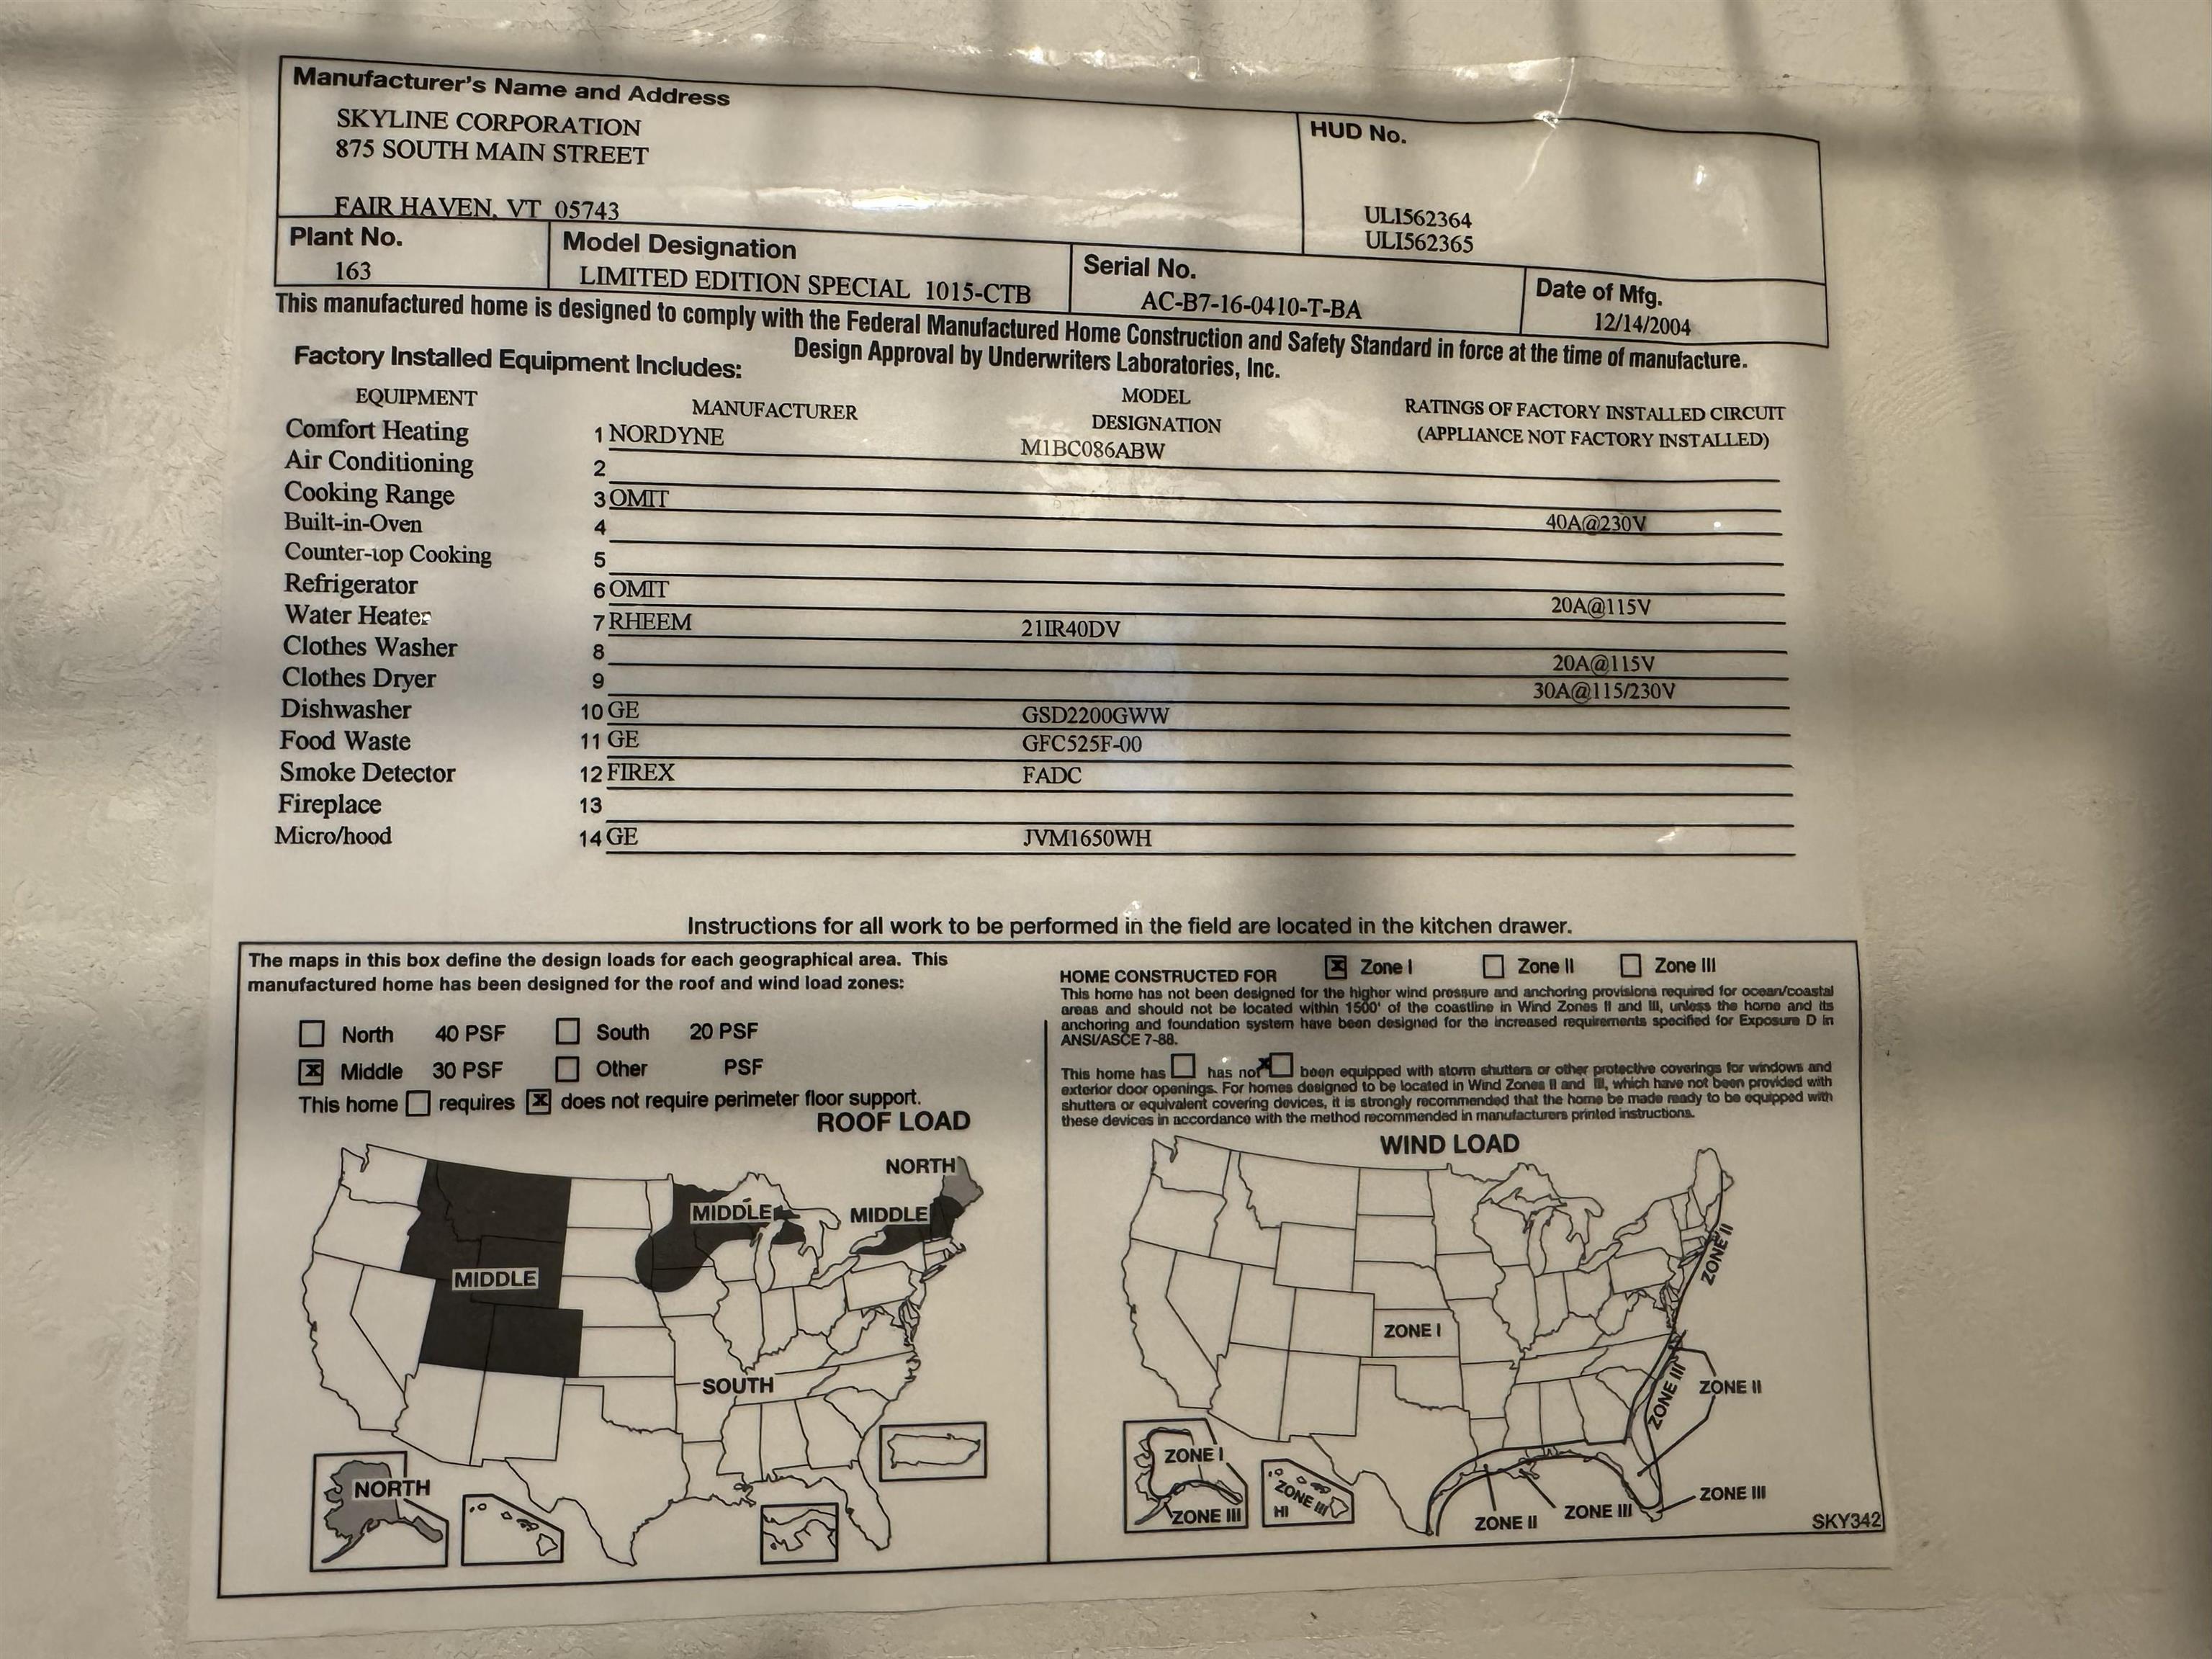 Manufacturer's Name and Address
SKYLINE CORPORATION
875 SOUTH MAIN STREET
FAIR HAVEN, VT 05743
HUD No.
ULI562364
ULI562365
Plant No.
163
Model Designation
LIMITED EDITION SPECIAL 1015-CTB
Serial No.
AC-B7-16-0410-T-BA
Date of Mfg.
12/14/2004
This manufactured home is designed to comply with the Federal Manufactured Home Construction and Safety Standard in force at the time of manufacture.
Design Approval by Underwriters Laboratories, Inc.
Factory Installed Equipment Includes:
EQUIPMENT MANUFACTURER MODEL DESIGNATION RATINGS OF FACTORY INSTALLED CIRCUIT (APPLIANCE NOT FACTORY INSTALLED)
Comfort Heating 1 NORDYNE M1BC086ABW
Air Conditioning 2
Cooking Range 3 OMIT 40A@230V
Built-in-Oven 4
Counter-top Cooking 5
Refrigerator 6 OMIT 20A@115V
Water Heater 7 RHEEM 21IR40DV
Clothes Washer 8 20A@115V
Clothes Dryer 9 30A@115/230V
Dishwasher 10 GE GSD2200GWW
Food Waste 11 GE GFC525F-00
Smoke Detector 12 FIREX FADC
Fireplace 13
Micro/hood 14 GE JVM1650WH
Instructions for all work to be performed in the field are located in the kitchen drawer.
The maps in this box define the design loads for each geographical area. This
manufactured home has been designed for the roof and wind load zones:
North 40 PSF South 20 PSF
x Middle 30 PSF Other PSF
This home requires x does not require perimeter floor support.
ROOF LOAD
NORTH
MIDDLE
MIDDLE
MIDDLE
SOUTH
NORTH
HOME CONSTRUCTED FOR x Zone I Zone II Zone III
This home has not been designed for the higher wind pressure and anchoring provisions required for ocean/coastal
areas and should not be located within 1500' of the coastline in Wind Zones II and III, unless the home and its
anchoring and foundation system have been designed for the increased requirements specified for Exposure D in
ANSI/ASCE 7-88.
This home has has not x been equipped with storm shutters or other protective coverings for windows and
exterior door openings. For homes designed to be located in Wind Zones II and III, which have not been provided with
shutters or equivalent covering devices, it is strongly recommended that the home be made ready to be equipped with
these devices in accordance with the method recommended in manufacturers printed instructions.
WIND LOAD
ZONE II
ZONE I
ZONE III
ZONE II
ZONE I
ZONE III
ZONE III
HI
ZONE II
ZONE III
ZONE III
SKY342